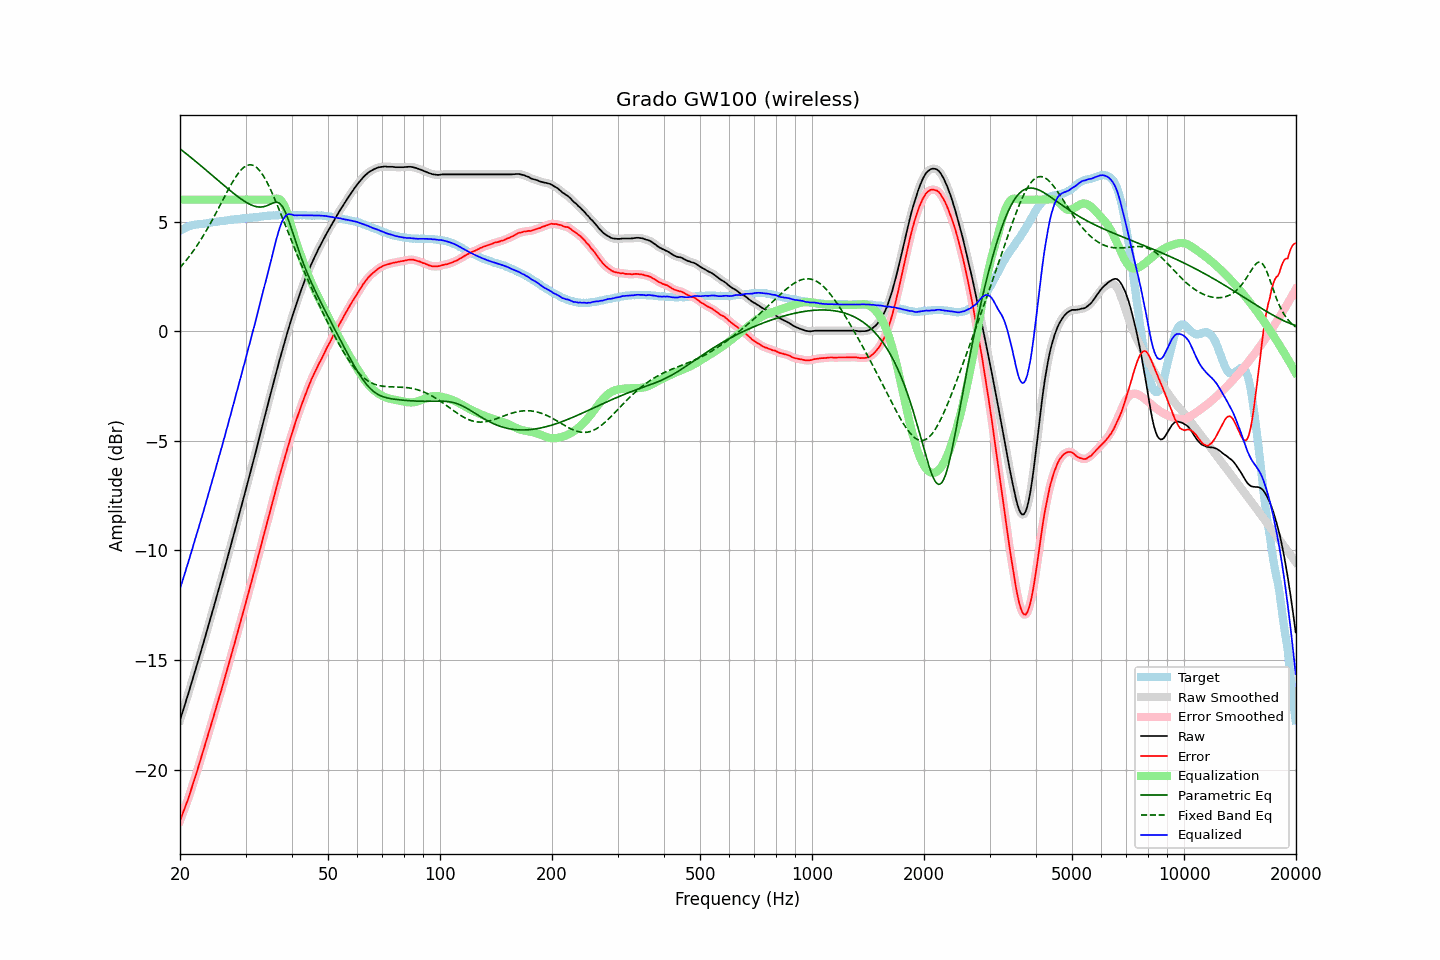 Grado GW100 (wireless)
Amplitude (dBr)
5
0
−5
−10
−15
−20
20
50
100
200
500
1000
2000
5000
10000
20000
Frequency (Hz)
Target
Raw Smoothed
Error Smoothed
Raw
Error
Equalization
Parametric Eq
Fixed Band Eq
Equalized